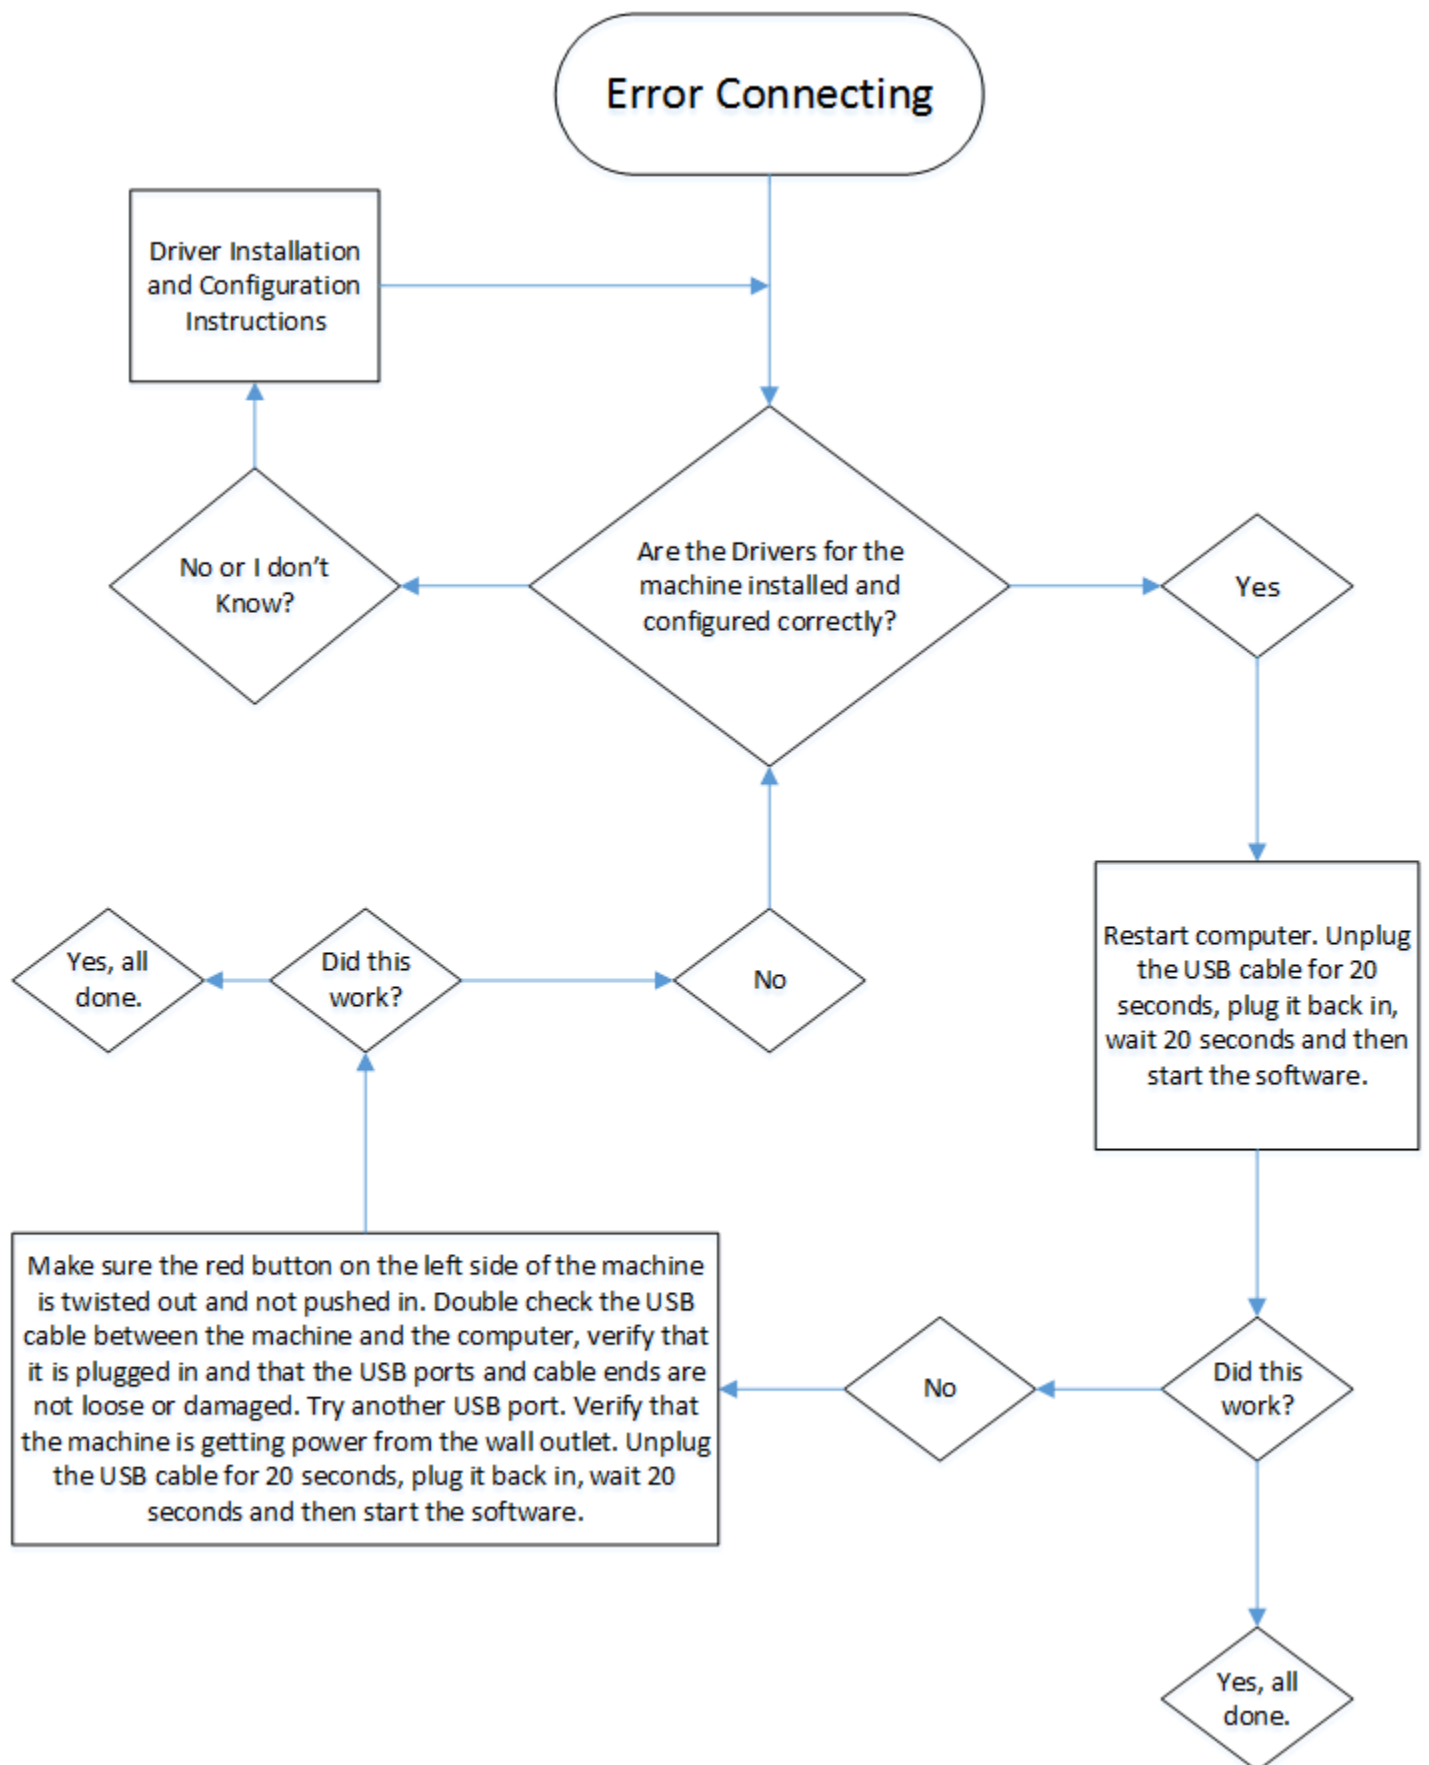 Error Connecting
Driver Installation
and Configuration
Instructions
No or I don't
Know?
Are the Drivers for the
machine installed and
configured correctly?
Yes
Restart computer. Unplug
the USB cable for 20
seconds, plug it back in,
wait 20 seconds and then
start the software.
Yes, all
done.
Did this
work?
No
Make sure the red button on the left side of the machine
is twisted out and not pushed in. Double check the USB
cable between the machine and the computer, verify that
it is plugged in and that the USB ports and cable ends are
not loose or damaged. Try another USB port. Verify that
the machine is getting power from the wall outlet. Unplug
the USB cable for 20 seconds, plug it back in, wait 20
seconds and then start the software.
No
Did this
work?
Yes, all
done.